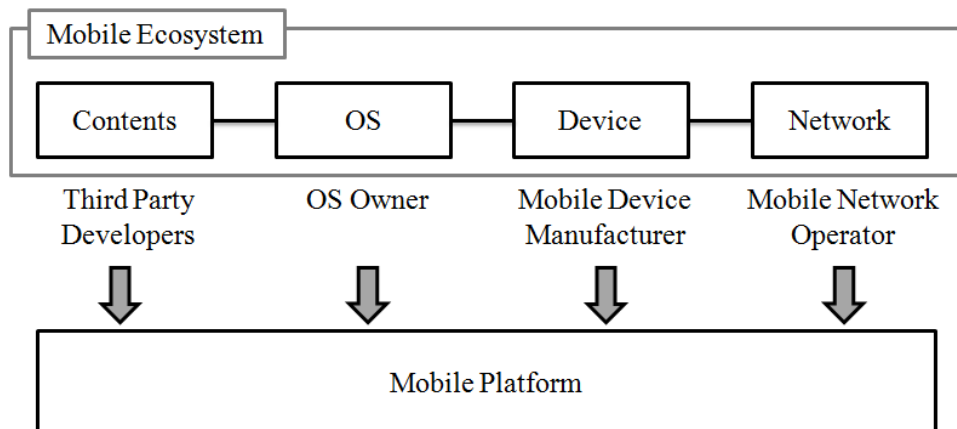 Mobile Ecosystem
Contents
OS
Device
Network
Third Party
Developers
OS Owner
Mobile Device
Manufacturer
Mobile Network
Operator
Mobile Platform